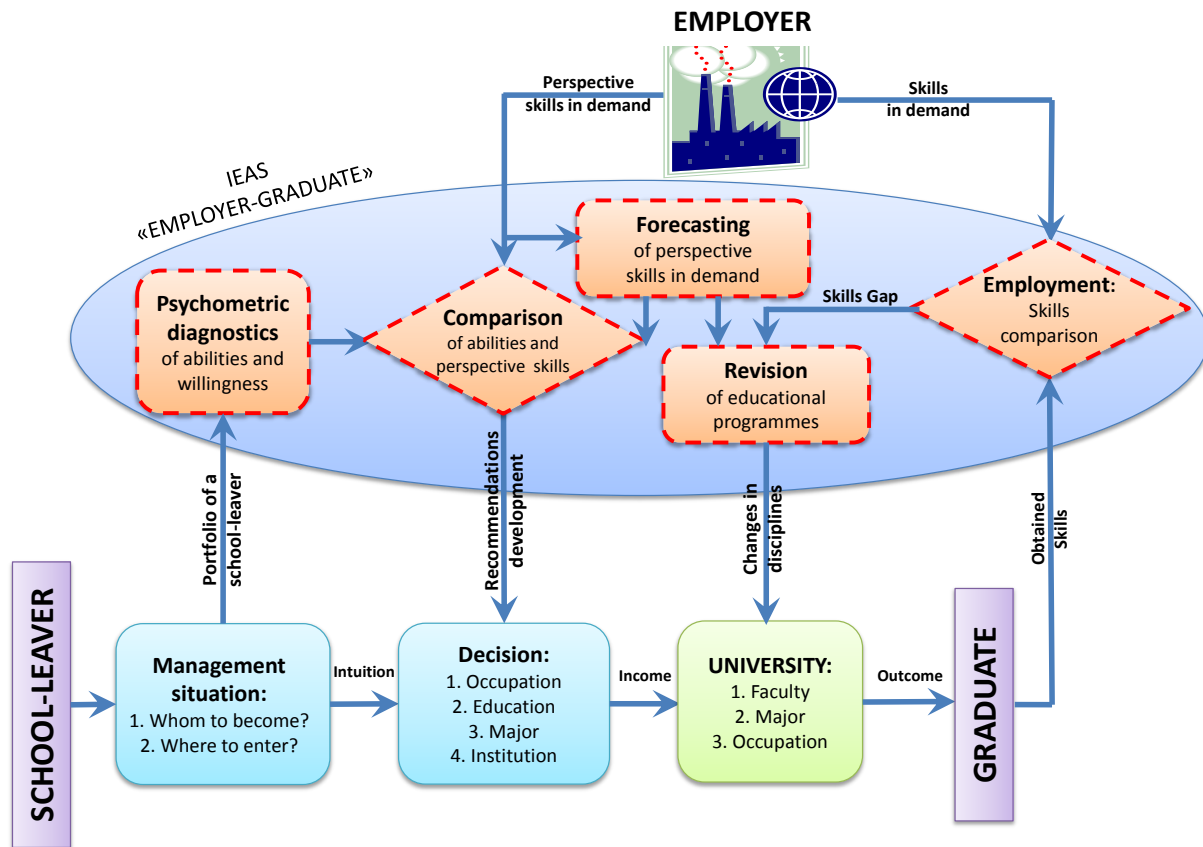 EMPLOYER
Perspective
skills in demand
Skills
in demand
IEAS
«EMPLOYER-GRADUATE»
Forecasting
of perspective
skills in demand
Psychometric
diagnostics
of abilities and
willingness
Comparison
of abilities and
perspective skills
Skills Gap
Employment:
Skills
comparison
Revision
of educational
programmes
Portfolio of a
school-leaver
Recommendations
development
Changes in
disciplines
Obtained
Skills
SCHOOL-LEAVER
Management
situation:
1. Whom to become?
2. Where to enter?
Intuition
Decision:
1. Occupation
2. Education
3. Major
4. Institution
Income
UNIVERSITY:
1. Faculty
2. Major
3. Occupation
Outcome
GRADUATE